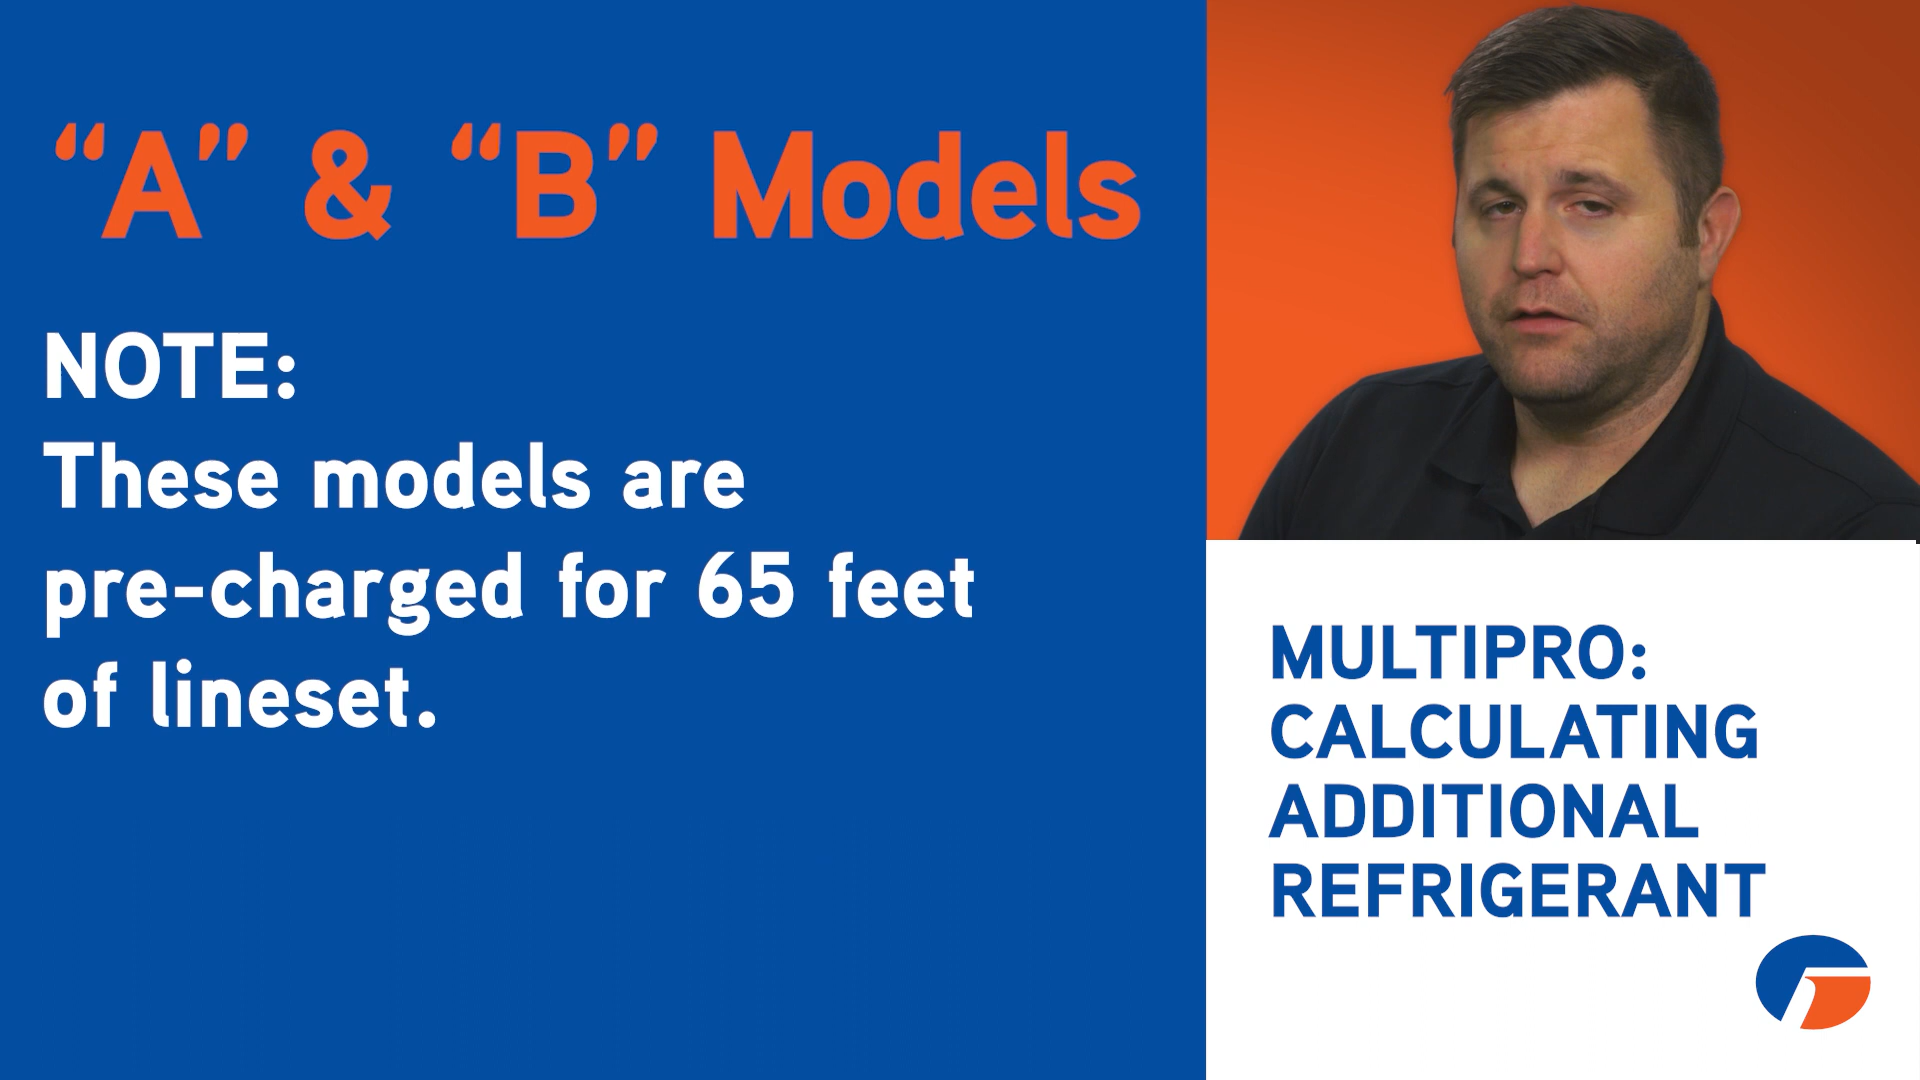 “A” & “B” Models
NOTE:
These models are
pre-charged for 65 feet
of lineset.
MULTIPRO:
CALCULATING
ADDITIONAL
REFRIGERANT